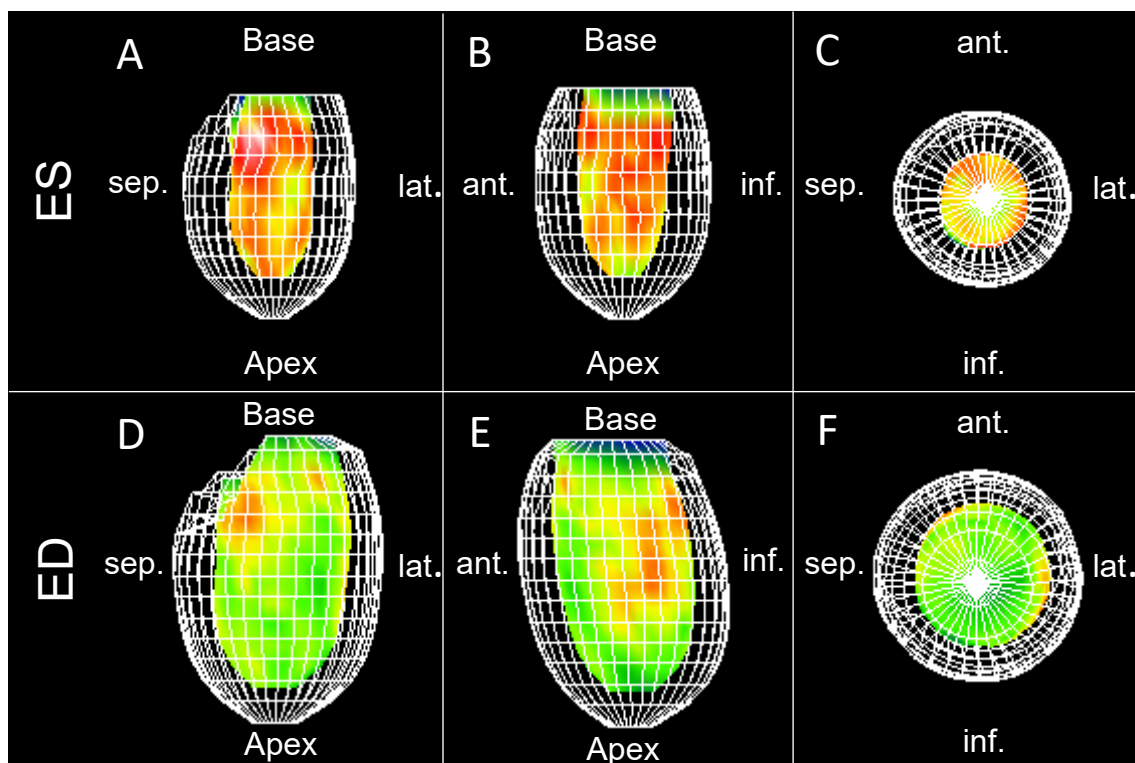 A
Base
sep.
lat.
Apex
B
Base
ant.
inf.
Apex
C
ant.
sep.
lat.
inf.
ES
D
Base
sep.
lat.
Apex
E
Base
ant.
inf.
Apex
F
ant.
sep.
lat.
inf.
ED